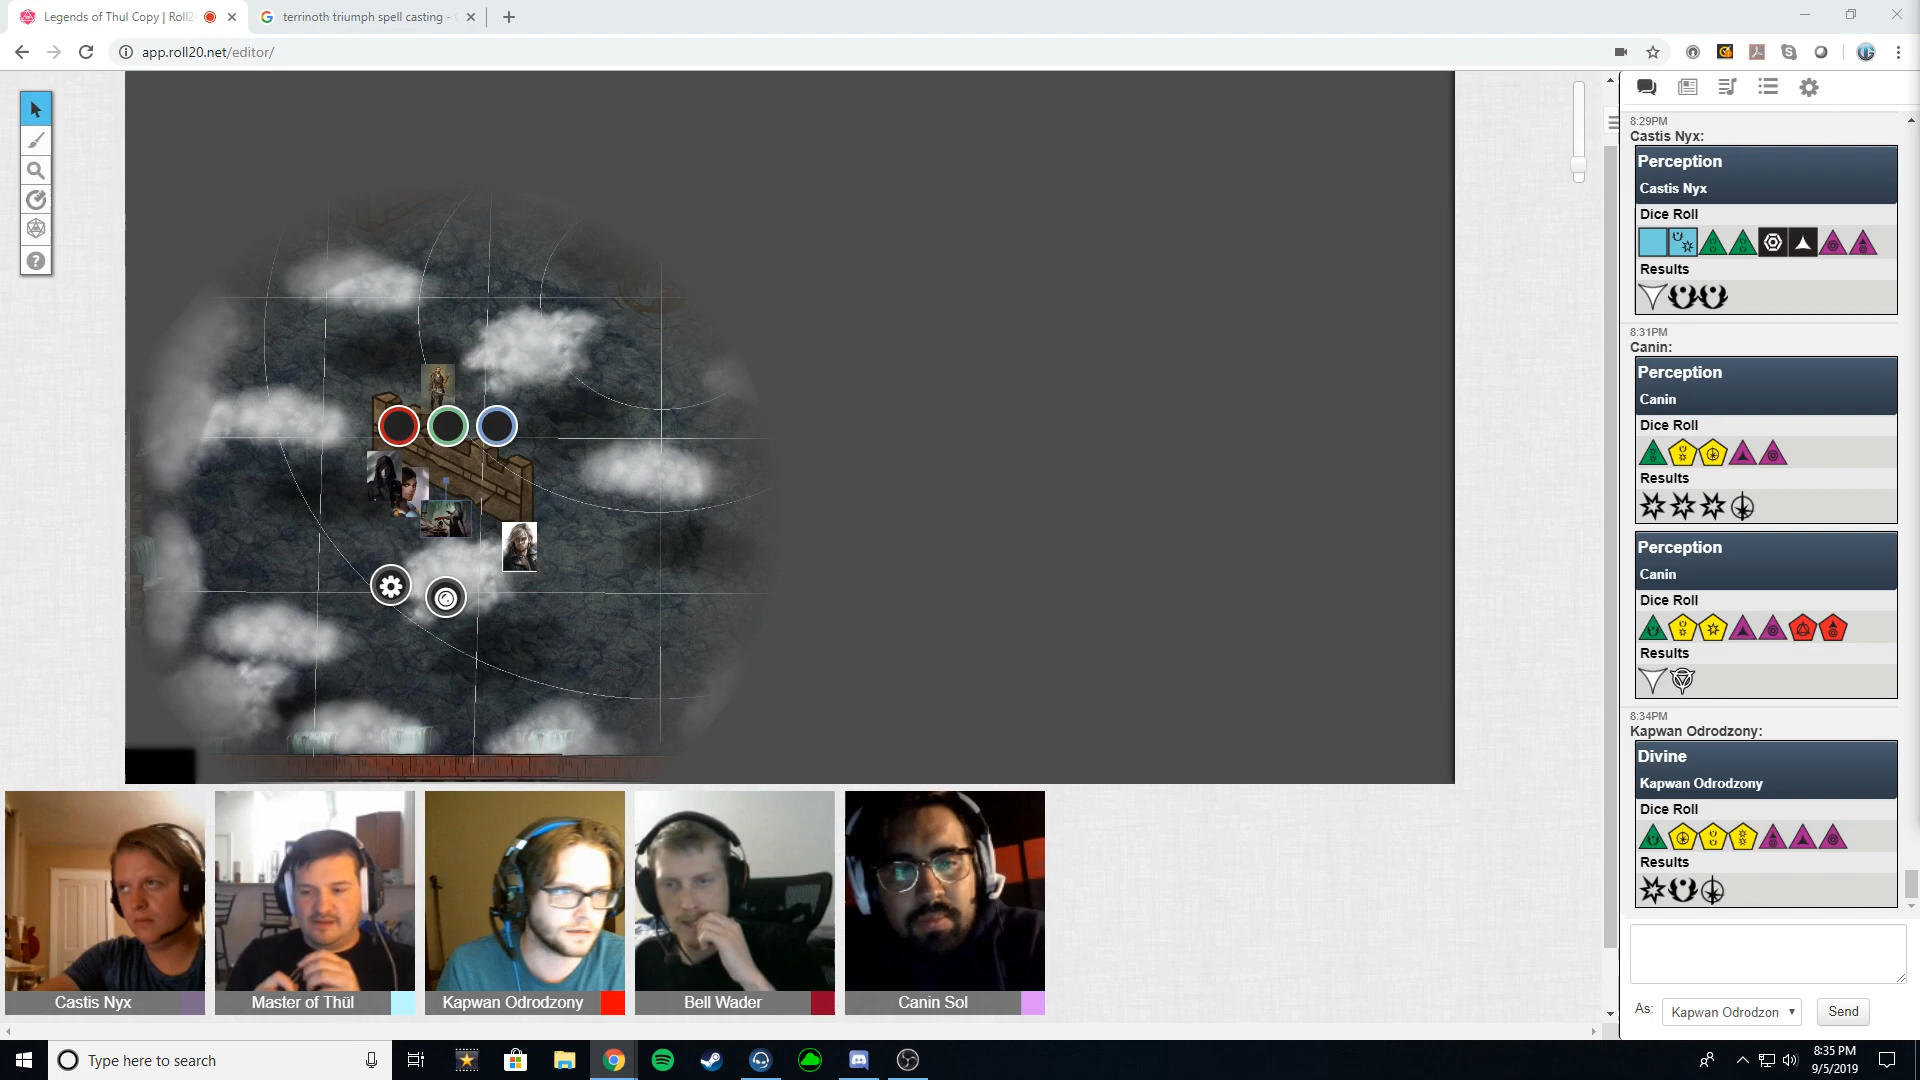 Legends of Thul Copy | Roll2
terrinoth triumph spell casting -
app.roll20.net/editor/
8:29PM
Castis Nyx:
Perception
Castis Nyx
Dice Roll
Results
8:31PM
Canin:
Perception
Canin
Dice Roll
Results
Perception
Canin
Dice Roll
Results
8:34PM
Kapwan Odrodzony:
Divine
Kapwan Odrodzony
Dice Roll
Results
Castis Nyx
Master of Thül
Kapwan Odrodzony
Bell Wader
Canin Sol
As:
Kapwan Odrodzon
Send
Type here to search
8:35 PM
9/5/2019